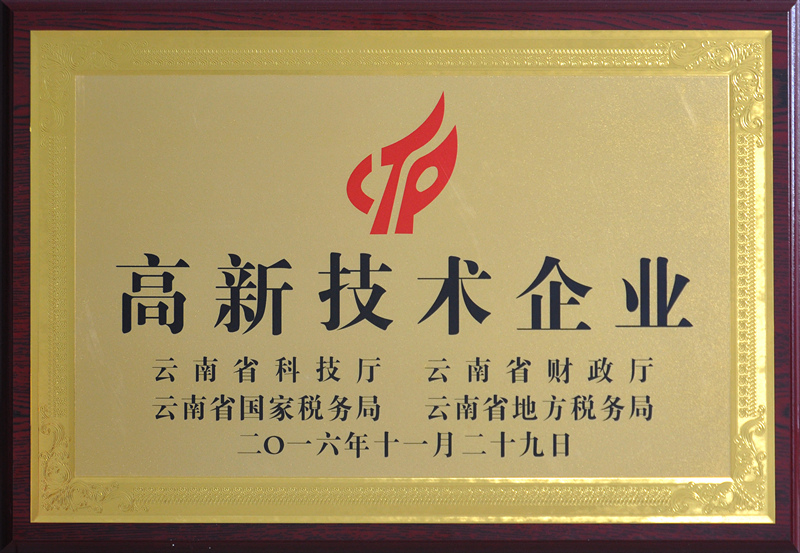 CTP
高新技术企业
云南省科技厅 云南省财政厅
云南省国家税务局 云南省地方税务局
二〇一六年十一月二十九日